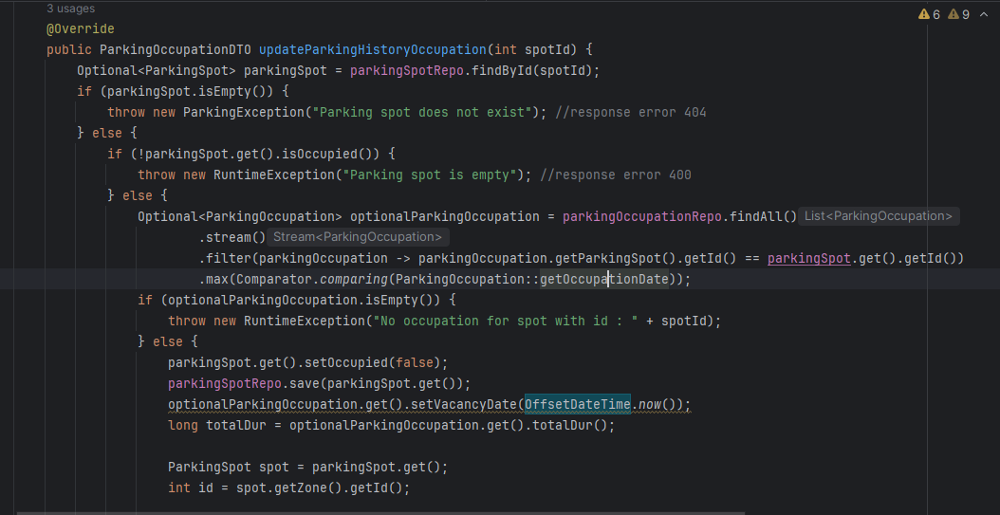 3 usages
6 9
@Override
public ParkingOccupationDTO updateParkingHistoryOccupation(int spotId) {
Optional<ParkingSpot> parkingSpot = parkingSpotRepo.findById(spotId);
if (parkingSpot.isEmpty()) {
throw new ParkingException("Parking spot does not exist"); //response error 404
} else {
if (!parkingSpot.get().isOccupied()) {
throw new RuntimeException("Parking spot is empty"); //response error 400
} else {
Optional<ParkingOccupation> optionalParkingOccupation = parkingOccupationRepo.findAll() List<ParkingOccupation>
.stream() Stream<ParkingOccupation>
.filter(parkingOccupation -> parkingOccupation.getParkingSpot().getId() == parkingSpot.get().getId())
.max(Comparator.comparing(ParkingOccupation::getOccupationDate));
if (optionalParkingOccupation.isEmpty()) {
throw new RuntimeException("No occupation for spot with id : " + spotId);
} else {
parkingSpot.get().setOccupied(false);
parkingSpotRepo.save(parkingSpot.get());
optionalParkingOccupation.get().setVacancyDate(OffsetDateTime.now());
long totalDur = optionalParkingOccupation.get().totalDur();
ParkingSpot spot = parkingSpot.get();
int id = spot.getZone().getId();